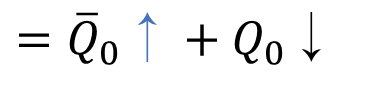 = Q̄₀ ↑ + Q₀ ↓